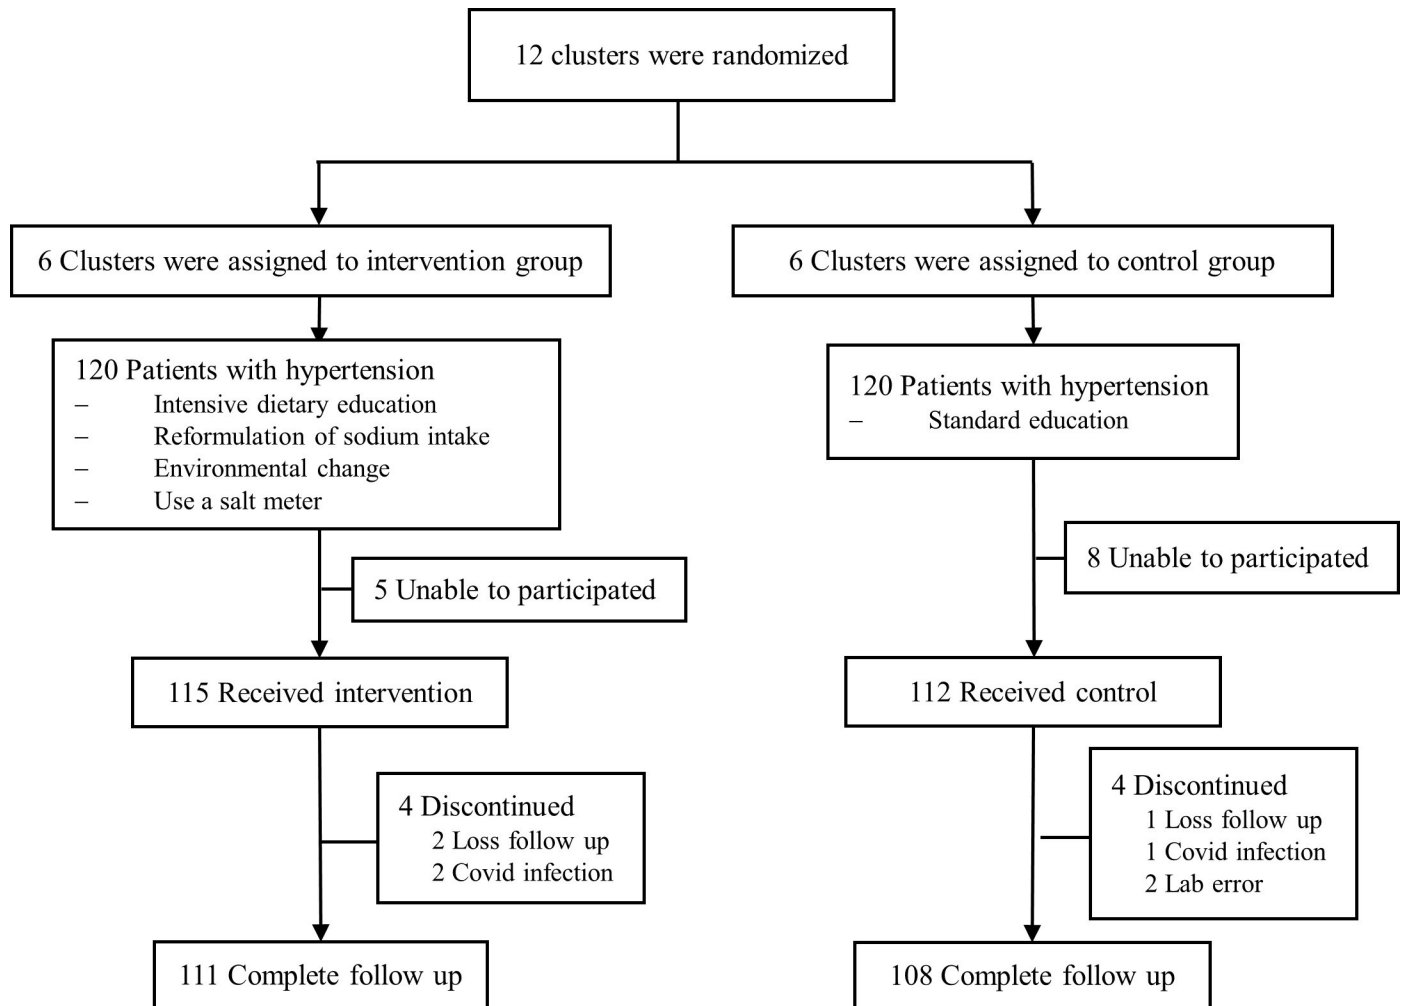 12 clusters were randomized
6 Clusters were assigned to intervention group
6 Clusters were assigned to control group
120 Patients with hypertension
– Intensive dietary education
– Reformulation of sodium intake
– Environmental change
– Use a salt meter
120 Patients with hypertension
– Standard education
5 Unable to participated
8 Unable to participated
115 Received intervention
112 Received control
4 Discontinued
2 Loss follow up
2 Covid infection
4 Discontinued
1 Loss follow up
1 Covid infection
2 Lab error
111 Complete follow up
108 Complete follow up